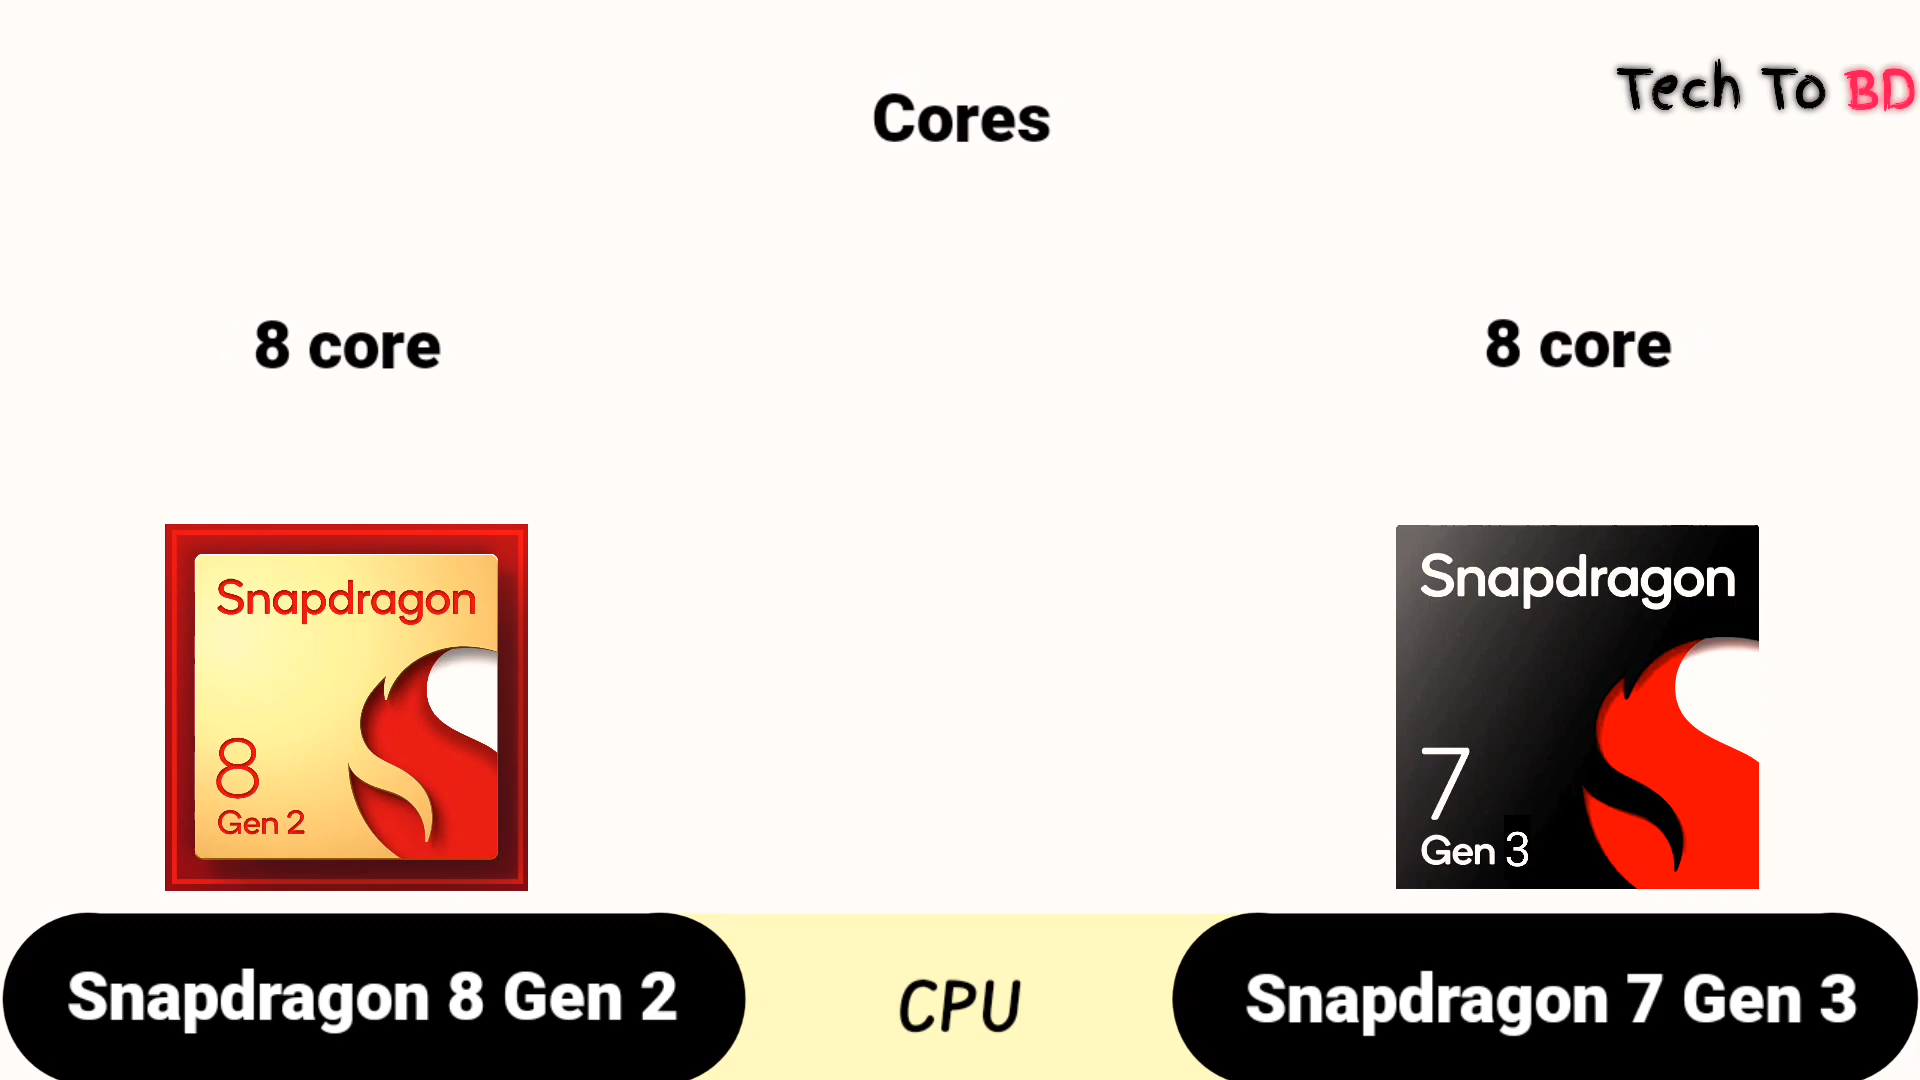 Tech To BD
Cores
8 core
8 core
Snapdragon
8
Gen 2
Snapdragon
7
Gen 3
Snapdragon 8 Gen 2
CPU
Snapdragon 7 Gen 3